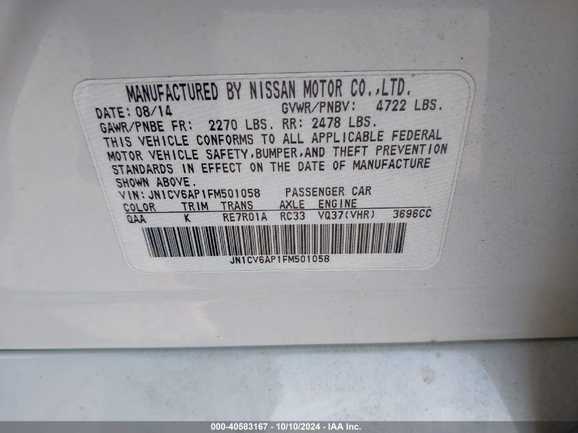 MANUFACTURED BY NISSAN MOTOR CO.,LTD.
DATE: 08/14 GVWR/PNBV: 4722 LBS.
GAWR/PNBE FR: 2270 LBS. RR: 2478 LBS.
THIS VEHICLE CONFORMS TO ALL APPLICABLE FEDERAL
MOTOR VEHICLE SAFETY,BUMPER,AND THEFT PREVENTION
STANDARDS IN EFFECT ON THE DATE OF MANUFACTURE
SHOWN ABOVE.
VIN: JN1CV6AP1FM501058 PASSENGER CAR
COLOR TRIM TRANS AXLE ENGINE
QAA K RE7R01A RC33 VQ37(VHR) 3696CC
JN1CV6AP1FM501058
000-40583167 - 10/10/2024 - IAA Inc.